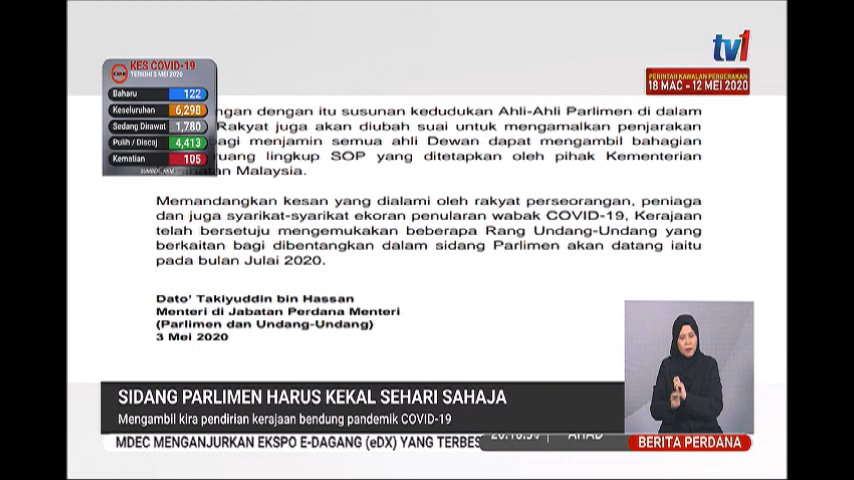 tv1
PERINTAH KAWALAN PERGERAKAN
18 MAC - 12 MEI 2020
KES COVID-19
TERKINI 3 MEI 2020
Baharu 122
Keseluruhan 6,298
Sedang Dirawat 1,780
Pulih / Discaj 4,413
Kematian 105
SUMBER: KKM
ngan dengan itu susunan kedudukan Ahli-Ahli Parlimen di dalam
Rakyat juga akan diubah suai untuk mengamalkan penjarakan
bagi menjamin semua ahli Dewan dapat mengambil bahagian
ruang lingkup SOP yang ditetapkan oleh pihak Kementerian
Malaysia.
Memandangkan kesan yang dialami oleh rakyat perseorangan, peniaga
dan juga syarikat-syarikat ekoran penularan wabak COVID-19, Kerajaan
telah bersetuju mengemukakan beberapa Rang Undang-Undang yang
berkaitan bagi dibentangkan dalam sidang Parlimen akan datang iaitu
pada bulan Julai 2020.
Dato' Takiyuddin bin Hassan
Menteri di Jabatan Perdana Menteri
(Parlimen dan Undang-Undang)
3 Mei 2020
SIDANG PARLIMEN HARUS KEKAL SEHARI SAHAJA
Mengambil kira pendirian kerajaan bendung pandemik COVID-19
MDEC MENGANJURKAN EKSPO E-DAGANG (eDX) YANG TERBES
AHAD
BERITA PERDANA